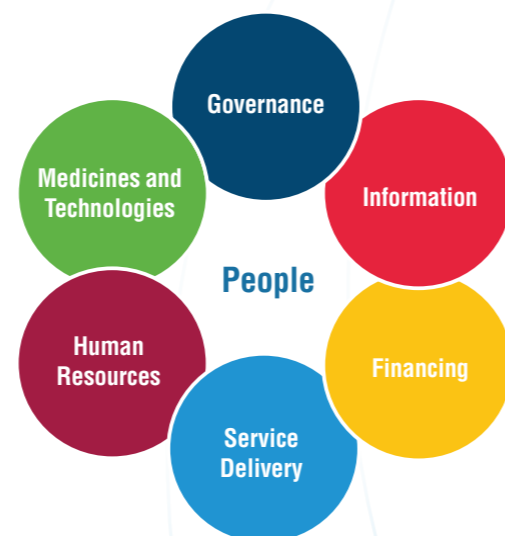 Governance
Information
Financing
Service
Delivery
Human
Resources
Medicines and
Technologies
People